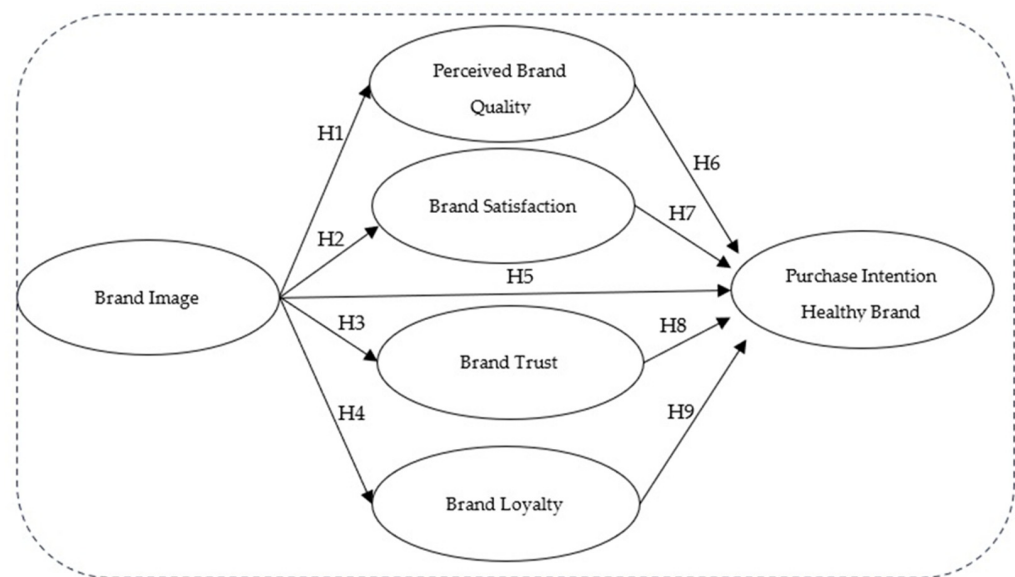 Perceived Brand
Quality
H1
H6
Brand Satisfaction
H7
H2
H5
Brand Image
Purchase Intention
Healthy Brand
H3
H8
Brand Trust
H4
H9
Brand Loyalty